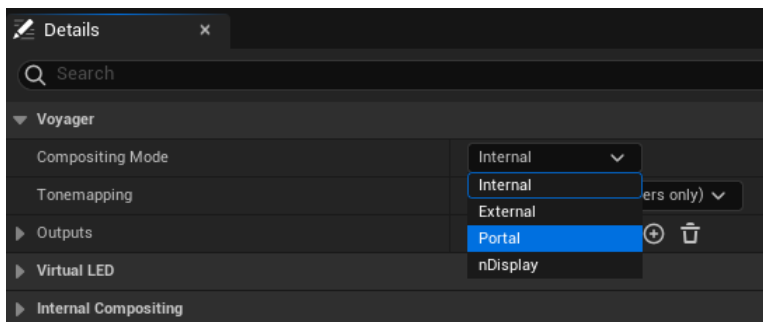 Details
Search
Voyager
Compositing Mode Internal
Internal
Tonemapping ers only)
External
Outputs Portal
nDisplay
Virtual LED
Internal Compositing